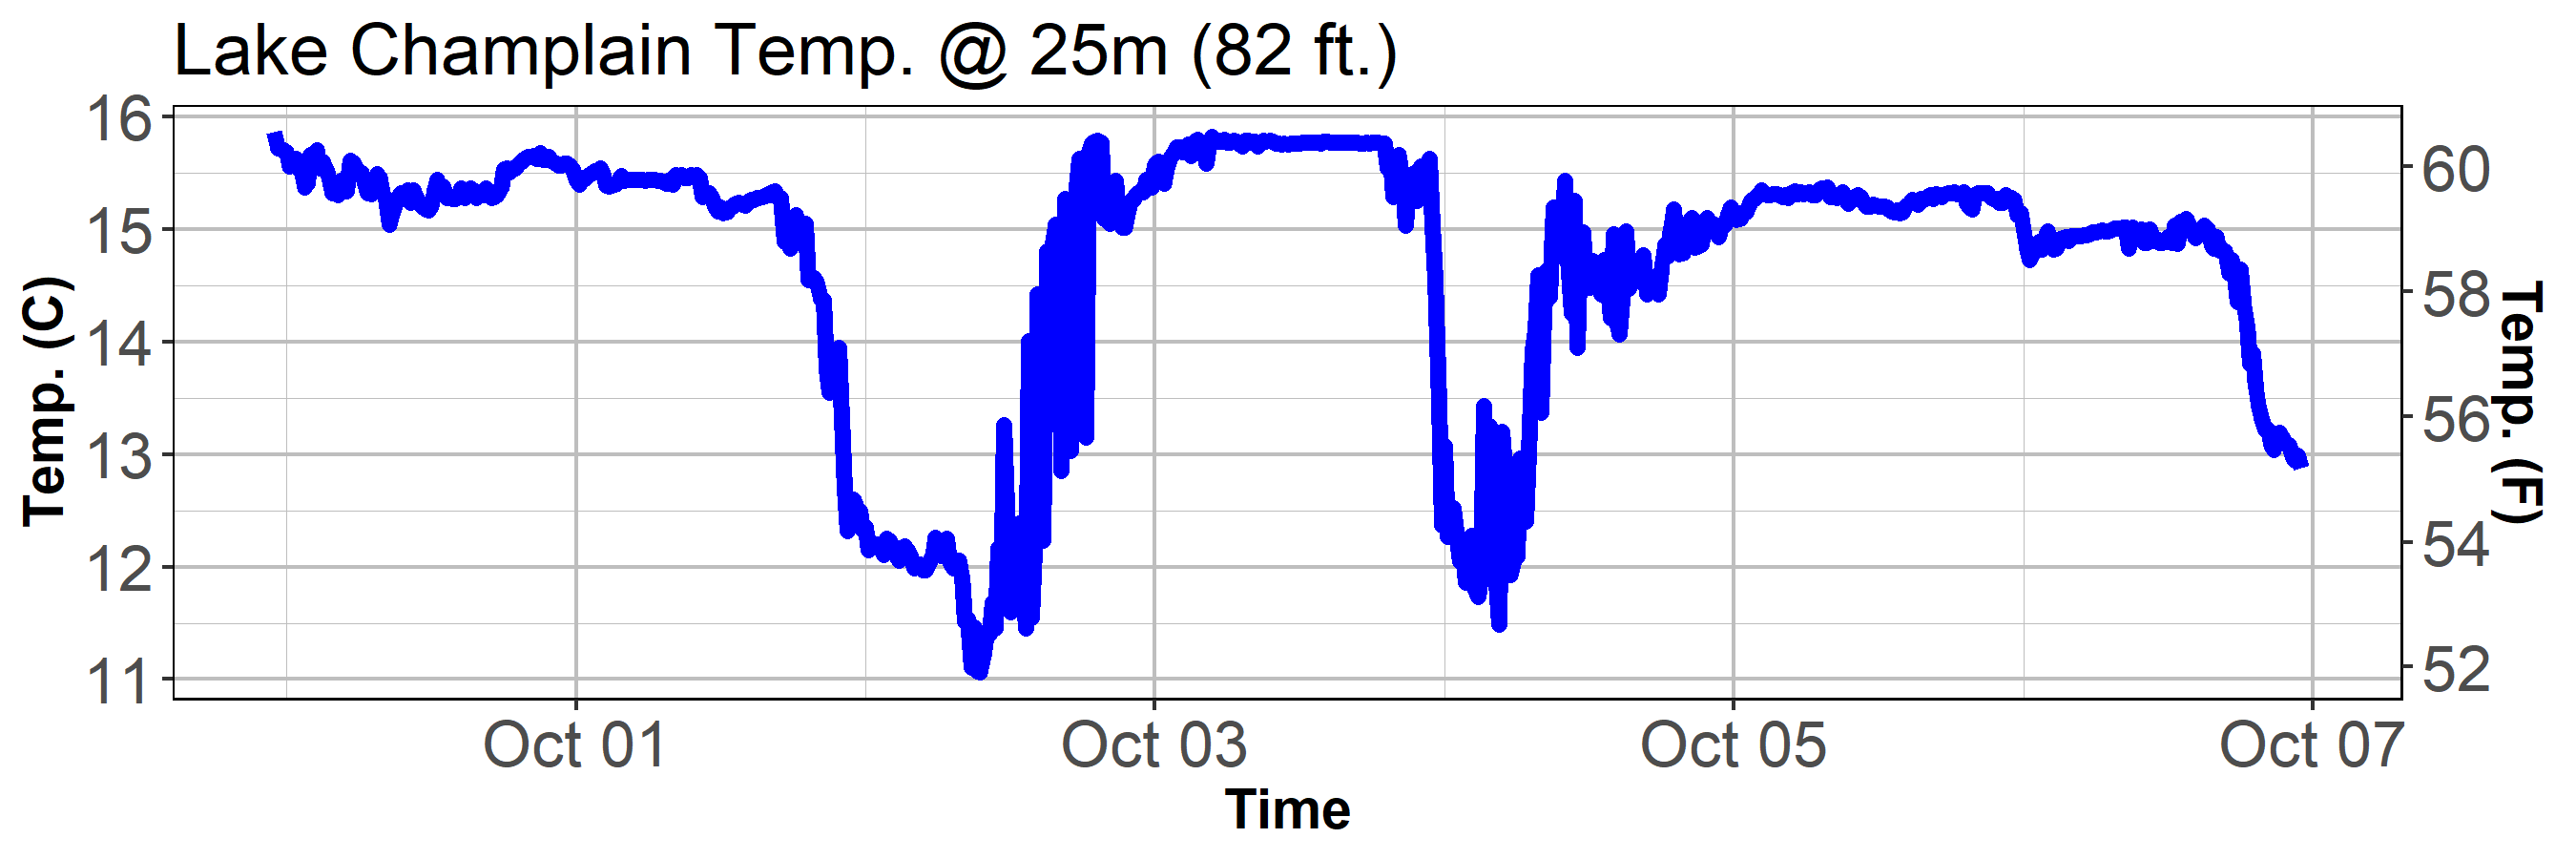 Lake Champlain Temp. @ 25m (82 ft.)
16
15
14
13
12
11
Temp. (C)
60
58
56
54
52
Temp. (F)
Oct 01 Oct 03 Oct 05 Oct 07
Time